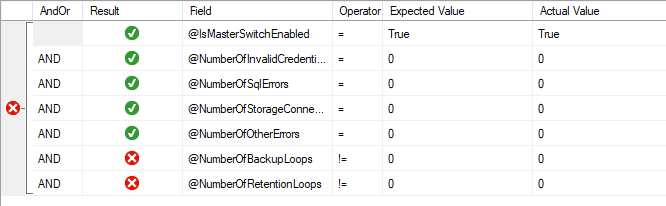 AndOr Result Field Operator Expected Value Actual Value
@IsMasterSwitchEnabled = True True
AND @NumberOfInvalidCredenti... = 0 0
AND @NumberOfSqlErrors = 0 0
AND @NumberOfStorageConne... = 0 0
AND @NumberOfOtherErrors = 0 0
AND @NumberOfBackupLoops != 0 0
AND @NumberOfRetentionLoops != 0 0